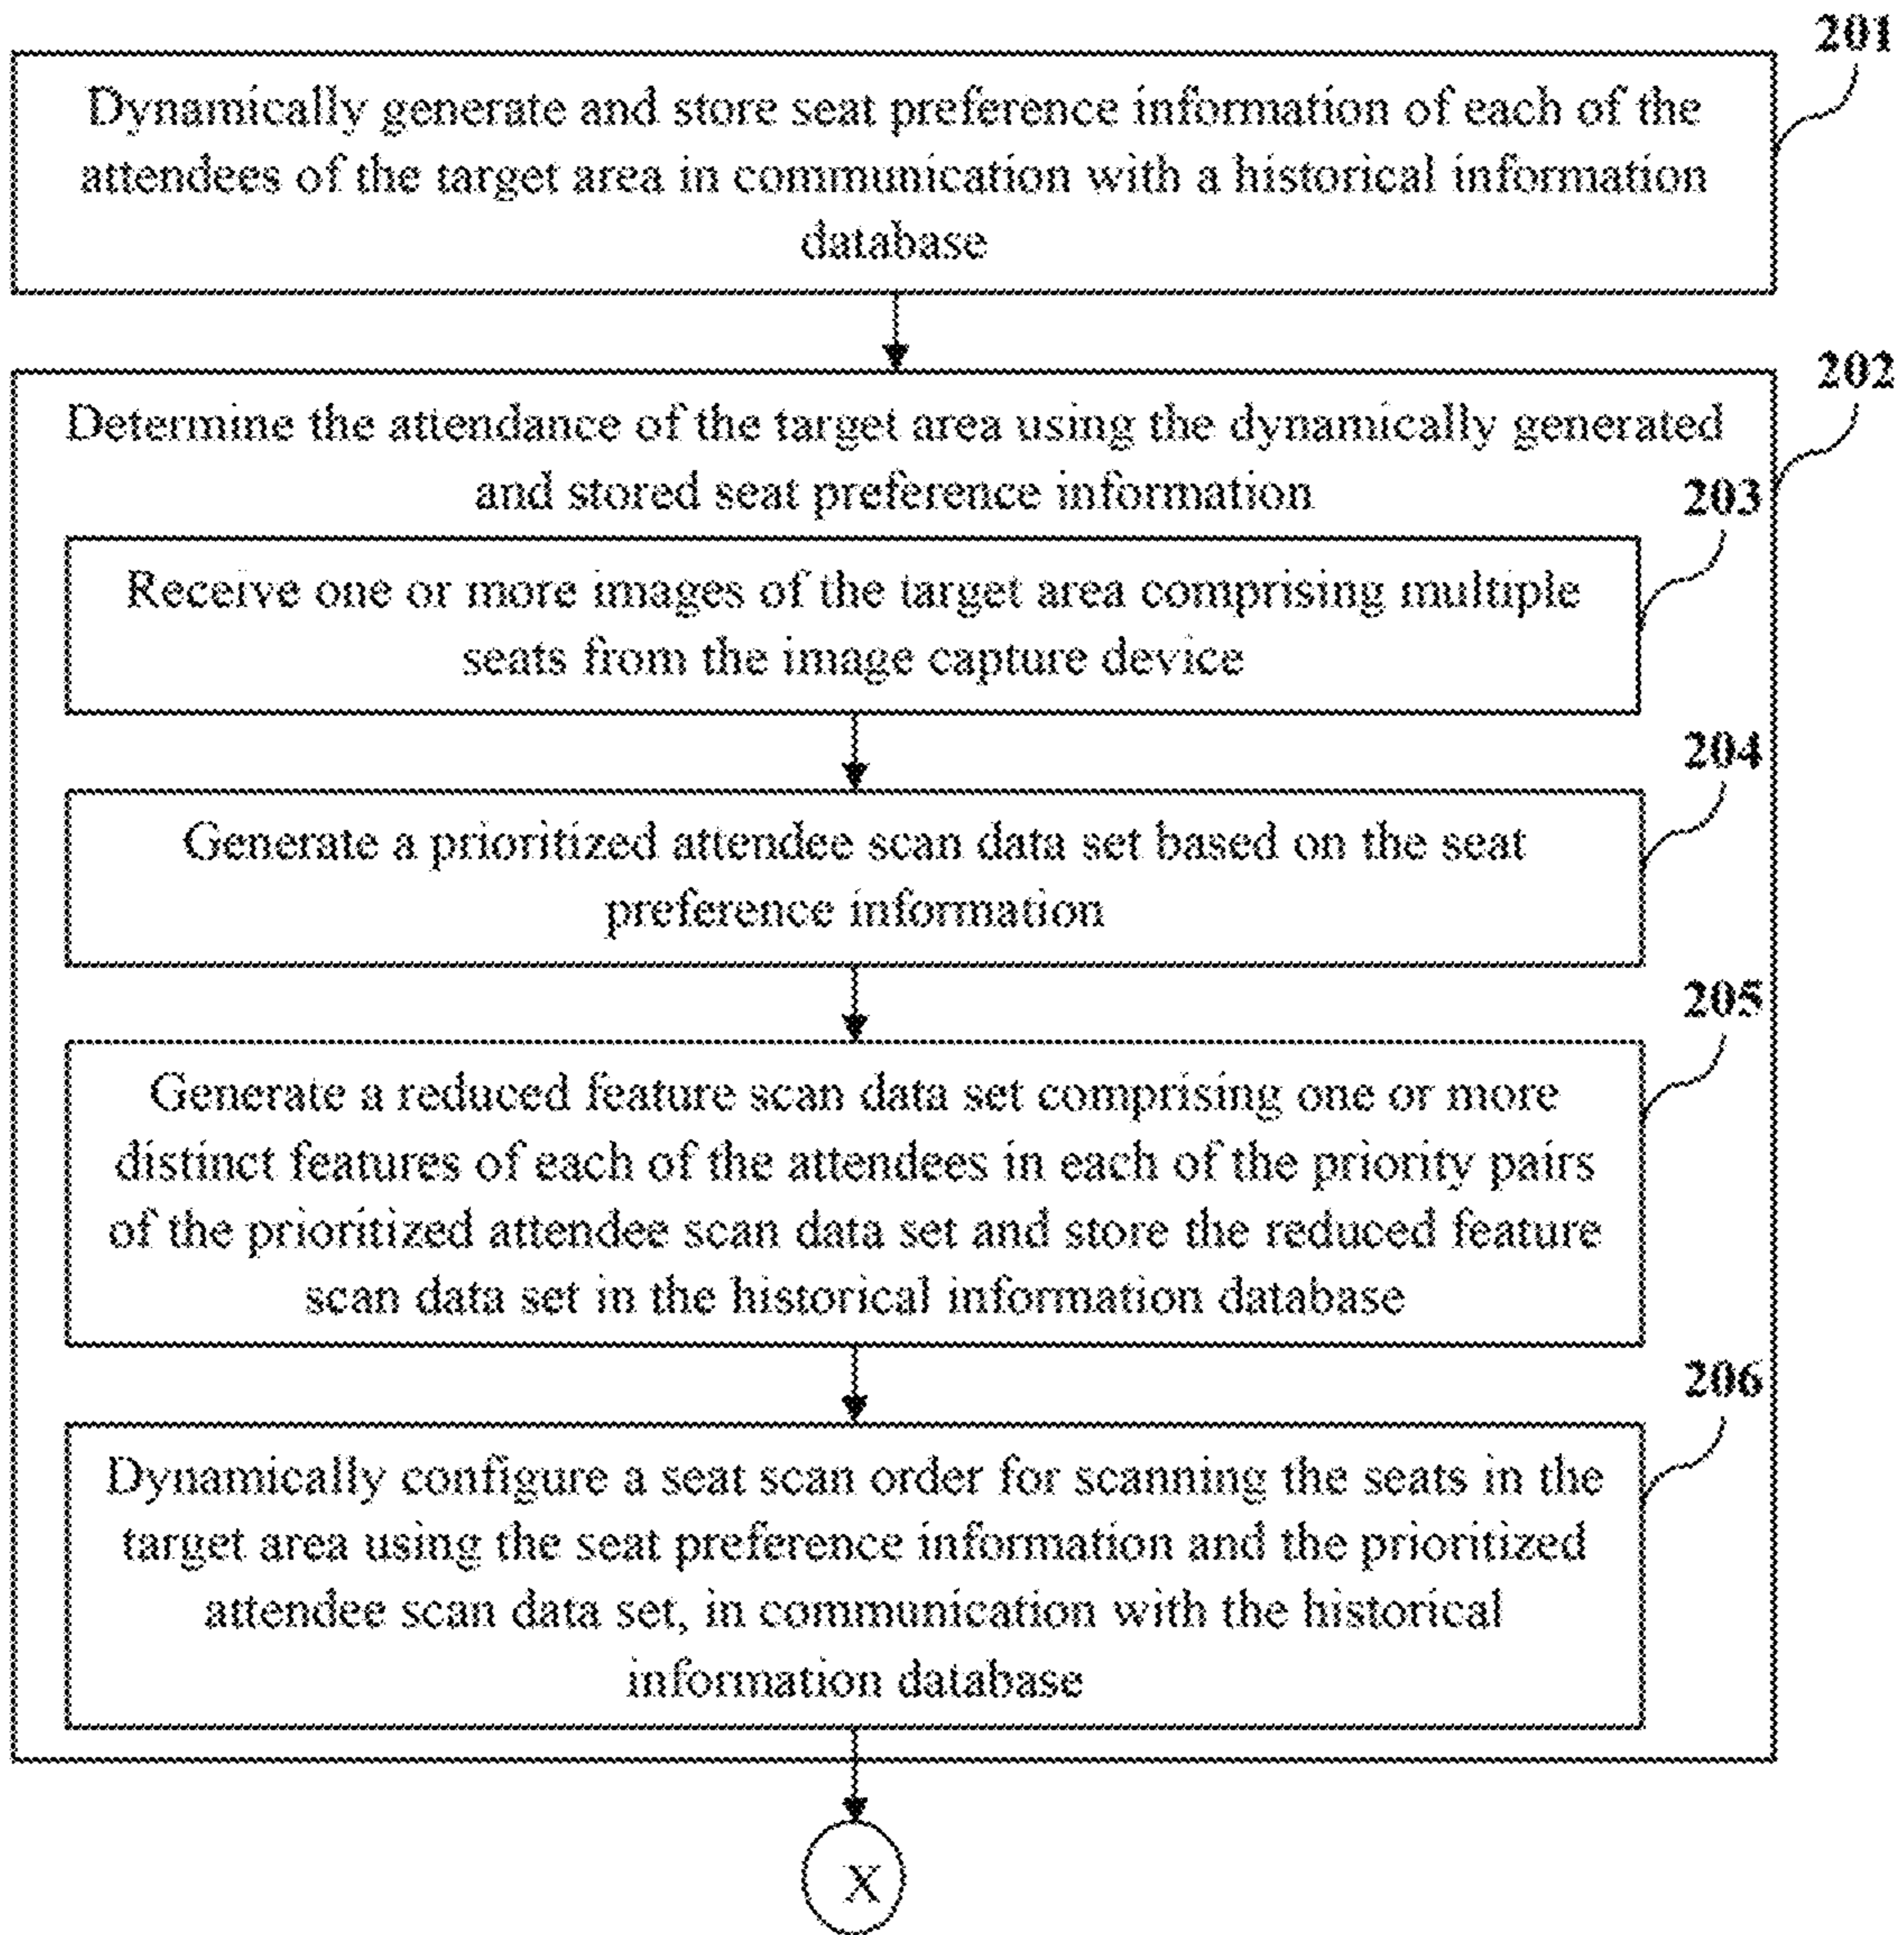 201
Dynamically generate and store seat preference information of each of the
attendees of the target area in communication with a historical information
database
202
Determine the attendance of the target area using the dynamically generated
and stored seat preference information
203
Receive one or more images of the target area comprising multiple
seats from the image capture device
204
Generate a prioritized attendee scan data set based on the seat
preference information
205
Generate a reduced feature scan data set comprising one or more
distinct features of each of the attendees in each of the priority pairs
of the prioritized attendee scan data set and store the reduced feature
scan data set in the historical information database
206
Dynamically configure a seat scan order for scanning the seats in the
target area using the seat preference information and the prioritized
attendee scan data set, in communication with the historical
information database
X